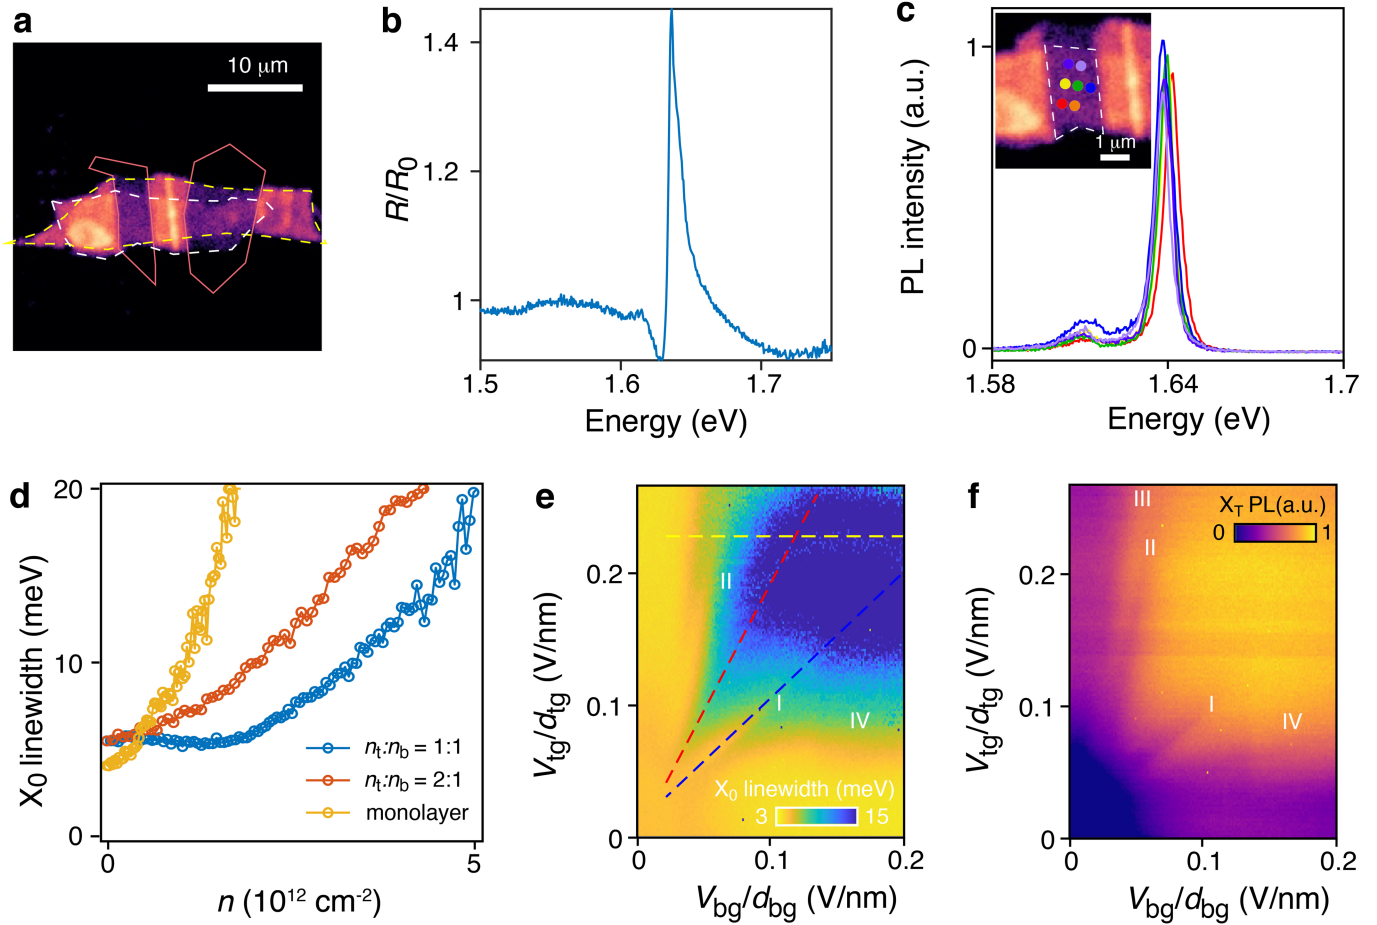 a
10 μm
b
1.4
1.2
1
R/R0
1.5
1.6
1.7
Energy (eV)
c
1
0
PL intensity (a.u.)
1 μm
1.58
1.64
1.7
Energy (eV)
d
20
10
0
X0 linewidth (meV)
nt:nb = 1:1
nt:nb = 2:1
monolayer
0
5
n (10¹² cm⁻²)
e
0.2
0.1
0
Vtg/dtg (V/nm)
II
I
IV
X0 linewidth (meV)
3
15
0
0.1
0.2
Vbg/dbg (V/nm)
f
0.2
0.1
0
Vtg/dtg (V/nm)
III
XT PL(a.u.)
0
1
II
I
IV
0
0.1
0.2
Vbg/dbg (V/nm)